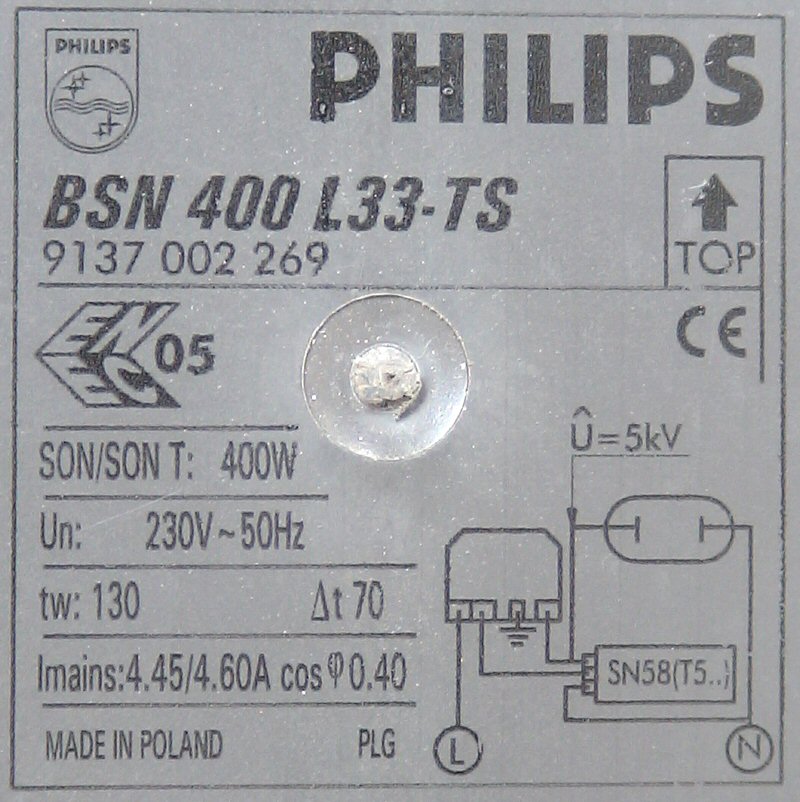 PHILIPS
PHILIPS
BSN 400 L33-TS
9137 002 269
TOP
ENEC 05
CE
SON/SON T: 400W
Û=5kV
Un: 230V~50Hz
tw: 130 Δt 70
Imains:4.45/4.60A cosφ0.40
SN58(T5..)
MADE IN POLAND PLG
L
N